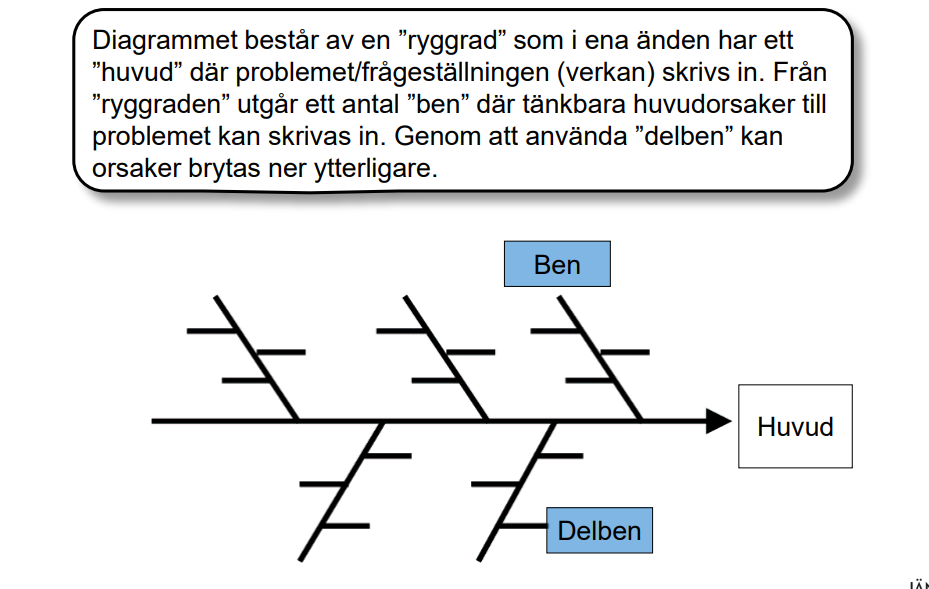 Diagrammet består av en ”ryggrad” som i ena änden har ett
”huvud” där problemet/frågeställningen (verkan) skrivs in. Från
”ryggraden” utgår ett antal ”ben” där tänkbara huvudorsaker till
problemet kan skrivas in. Genom att använda ”delben” kan
orsaker brytas ner ytterligare.
Ben
Huvud
Delben